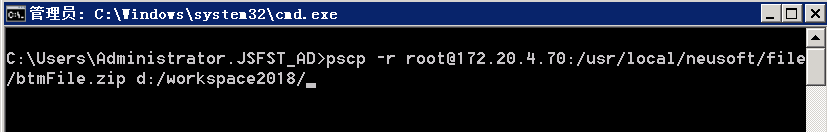 管理员: C:\Windows\system32\cmd.exe
C:\Users\Administrator.JSFST_AD>pscp -r root@172.20.4.70:/usr/local/neusoft/file
/btmFile.zip d:/workspace2018/_